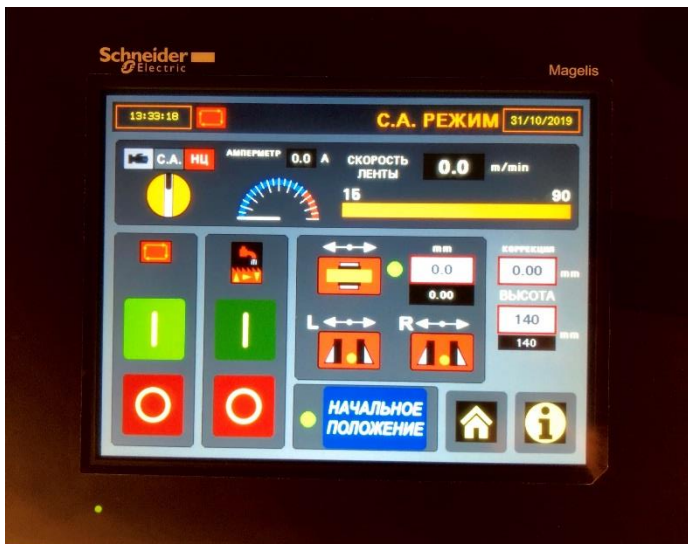 Schneider
Electric
Magelis
13:33:18
С.А. РЕЖИМ
31/10/2019
С.А.
НЦ
АМПЕРМЕТР
0.0
A
СКОРОСТЬ
ЛЕНТЫ
0.0
m/min
15
90
mm
0.0
0.00
КОРРЕКЦИЯ
0.00
mm
ВЫСОТА
140
mm
140
L
R
НАЧАЛЬНОЕ
ПОЛОЖЕНИЕ